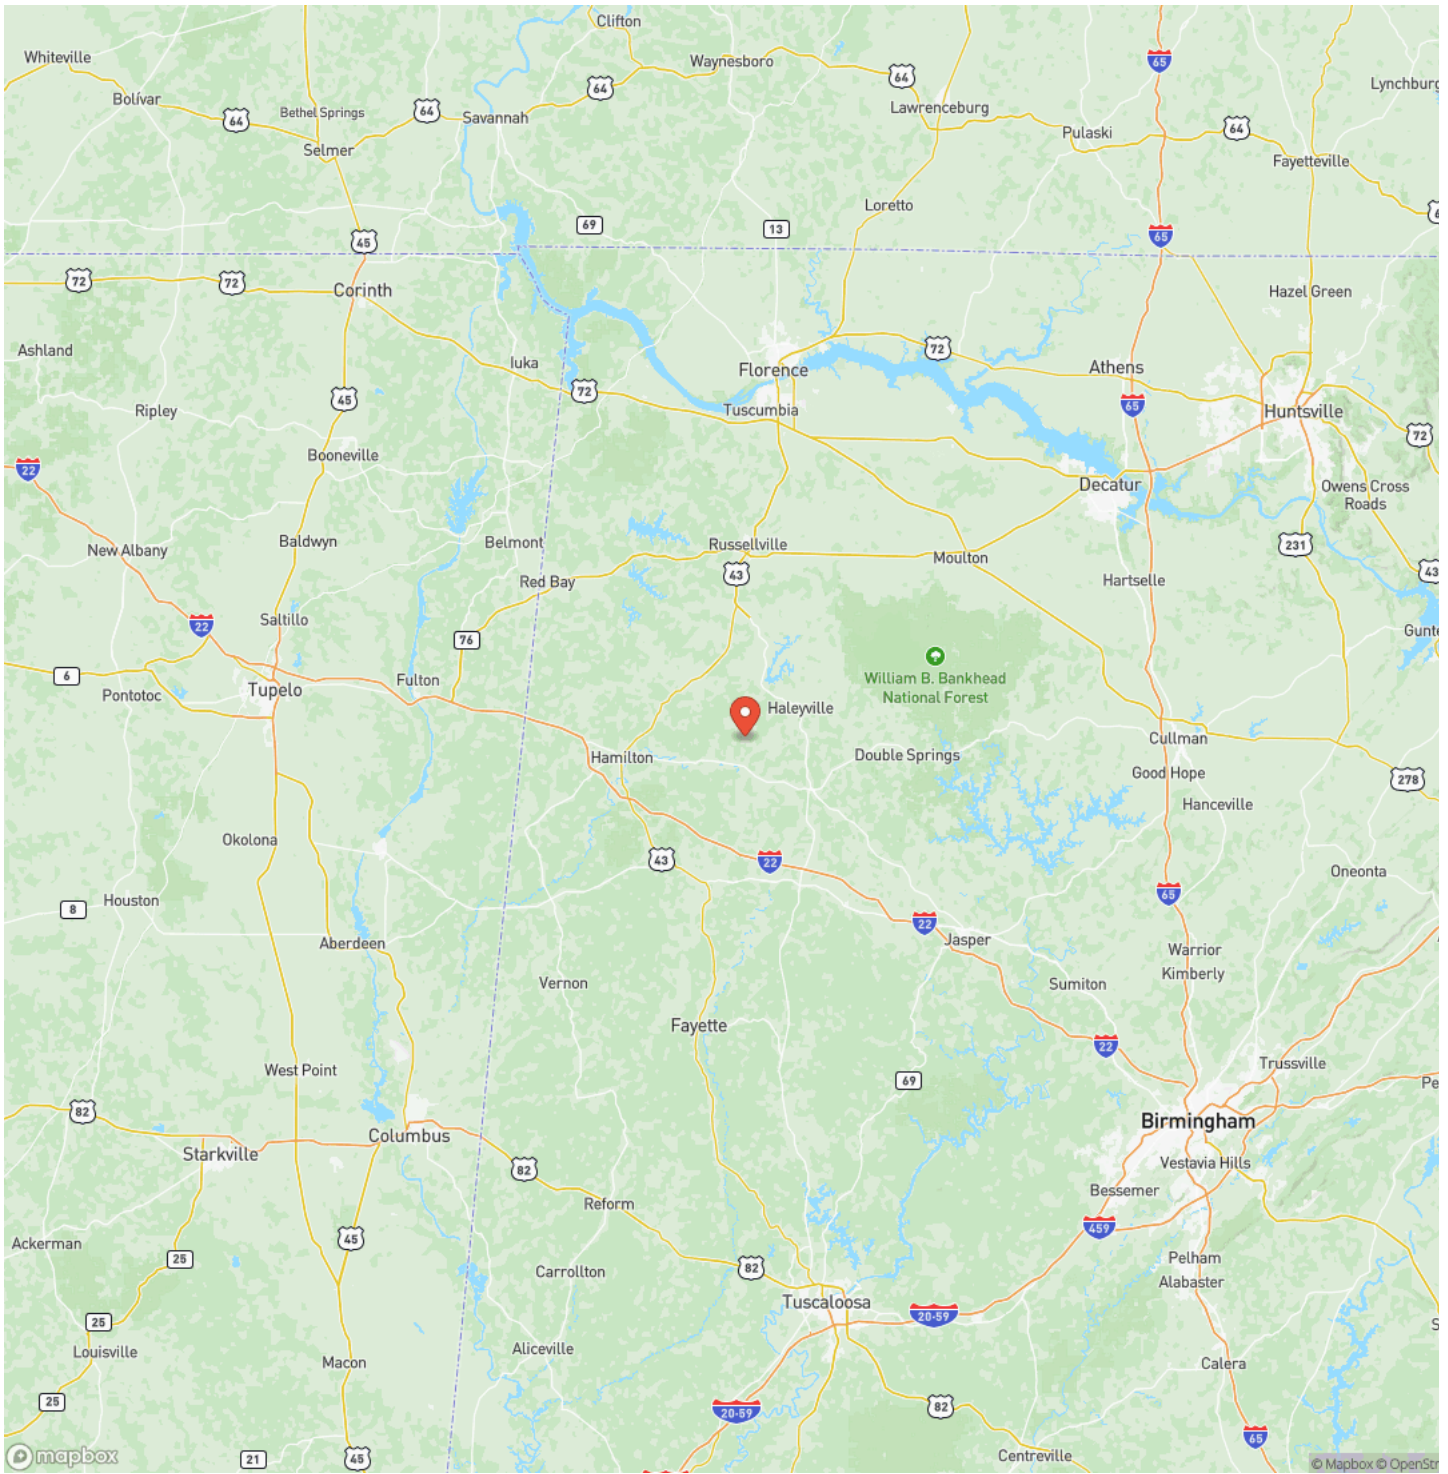 Clifton
Whiteville
Waynesboro
65
64
64
Lynchburg
Bolívar
Bethel Springs
64
64
Savannah
Lawrenceburg
Selmer
Pulaski
64
Fayetteville
Loretto
69
13
45
65
72
72
Corinth
Hazel Green
Ashland
Iuka
72
Florence
Athens
72
45
65
Ripley
Tuscumbia
Huntsville
72
Booneville
22
Decatur
Owens Cross
Roads
New Albany
Baldwyn
Belmont
Russellville
Moulton
231
Red Bay
43
Hartselle
43
Saltillo
22
76
Gunte
6
Pontotoc
Tupelo
Fulton
William B. Bankhead
National Forest
Haleyville
Hamilton
Double Springs
Cullman
Good Hope
278
Hanceville
Okolona
43
22
Oneonta
Houston
65
8
22
Aberdeen
Jasper
Warrior
Kimberly
Vernon
Sumiton
Fayette
22
Trussville
West Point
69
Pe
82
Birmingham
Columbus
Starkville
82
Vestavia Hills
Bessemer
Reform
459
45
Ackerman
25
Pelham
82
Carrollton
Alabaster
Tuscaloosa
20-59
25
Louisville
Aliceville
Macon
Calera
25
82
20-59
65
mapbox
21
45
Centreville
© Mapbox © OpenStr